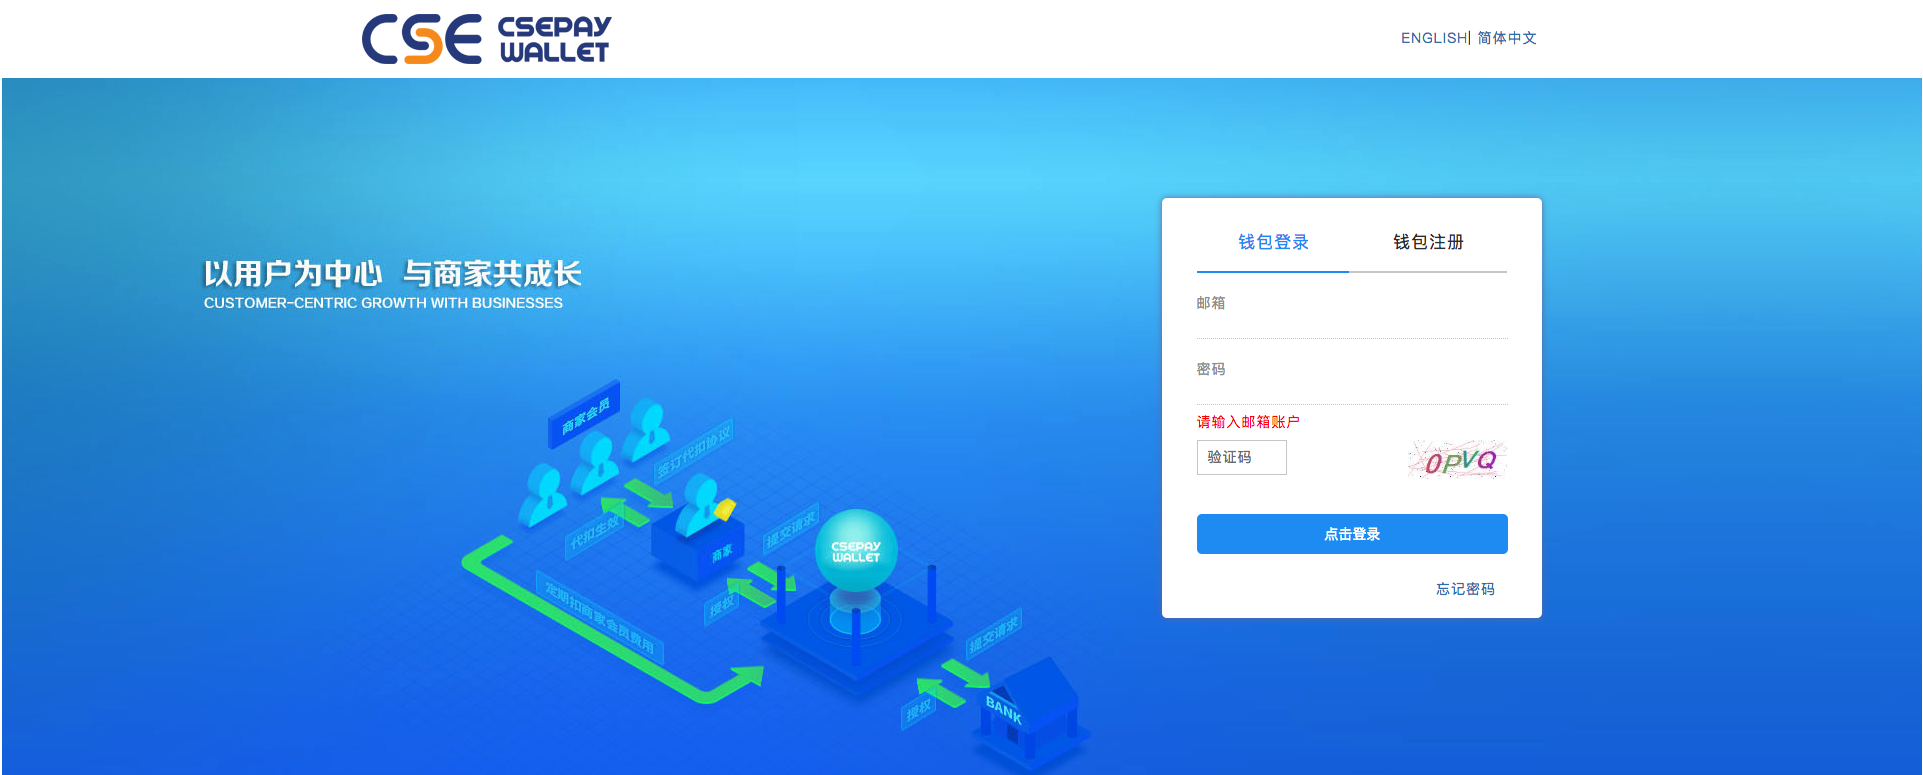 CSE CSEPAY
WALLET
ENGLISH| 简体中文
以用户为中心 与商家共成长
CUSTOMER-CENTRIC GROWTH WITH BUSINESSES
钱包登录 钱包注册
邮箱
密码
请输入邮箱账户
验证码 0PVQ
点击登录
忘记密码
商家会员
签订代扣协议
代扣生效
商家
提交请求
CSEPAY
WALLET
授权
定期扣商家会员费用
提交请求
授权
BANK